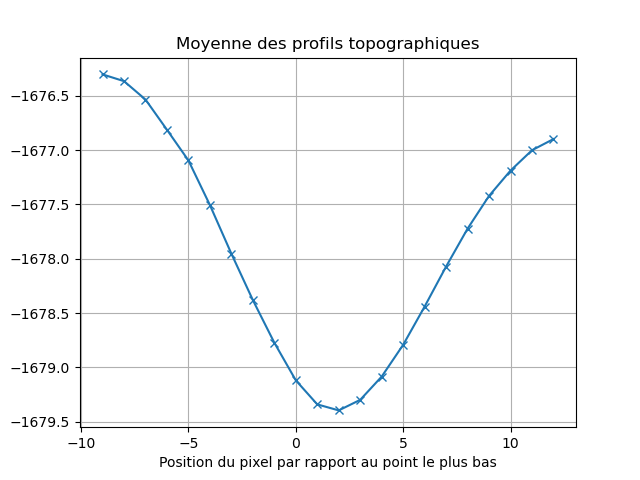 Moyenne des profils topographiques
−1676.5
−1677.0
−1677.5
−1678.0
−1678.5
−1679.0
−1679.5
−10 −5 0 5 10
Position du pixel par rapport au point le plus bas